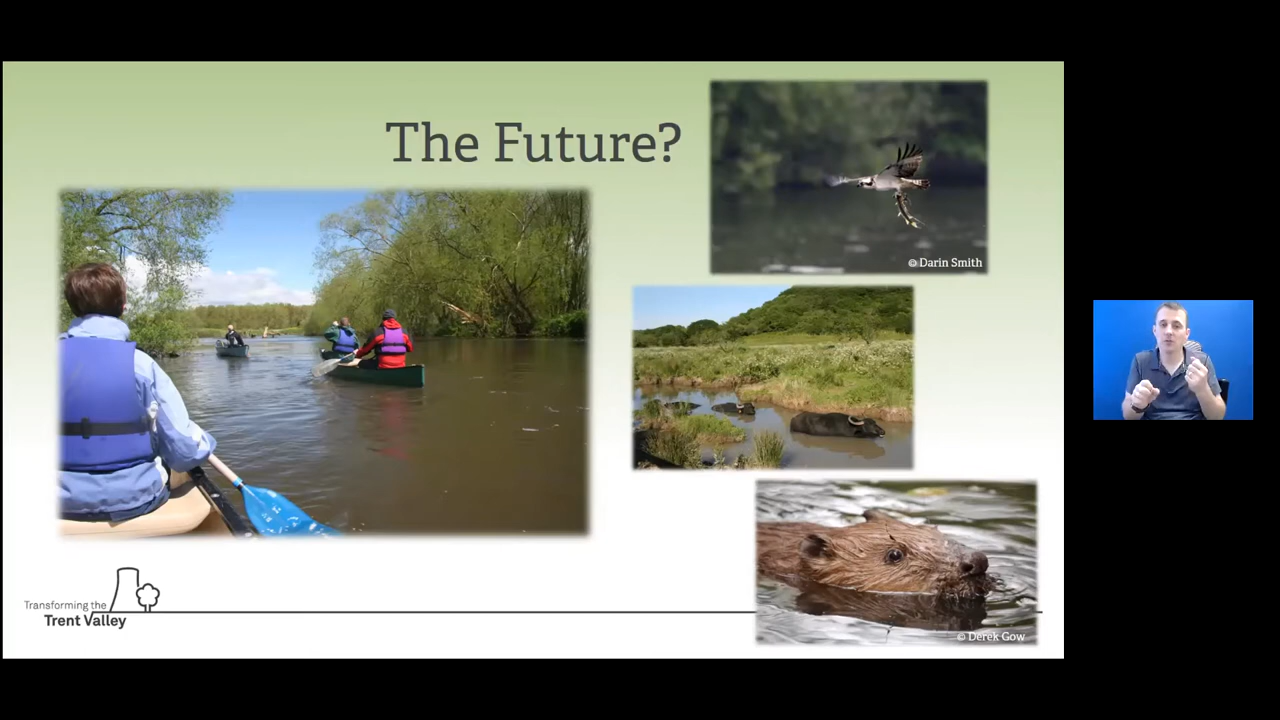 The Future?
© Darin Smith
© Derek Gow
Transforming the
Trent Valley